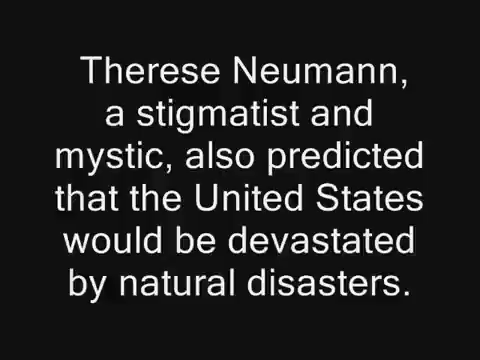 Therese Neumann,
a stigmatist and
mystic, also predicted
that the United States
would be devastated
by natural disasters.